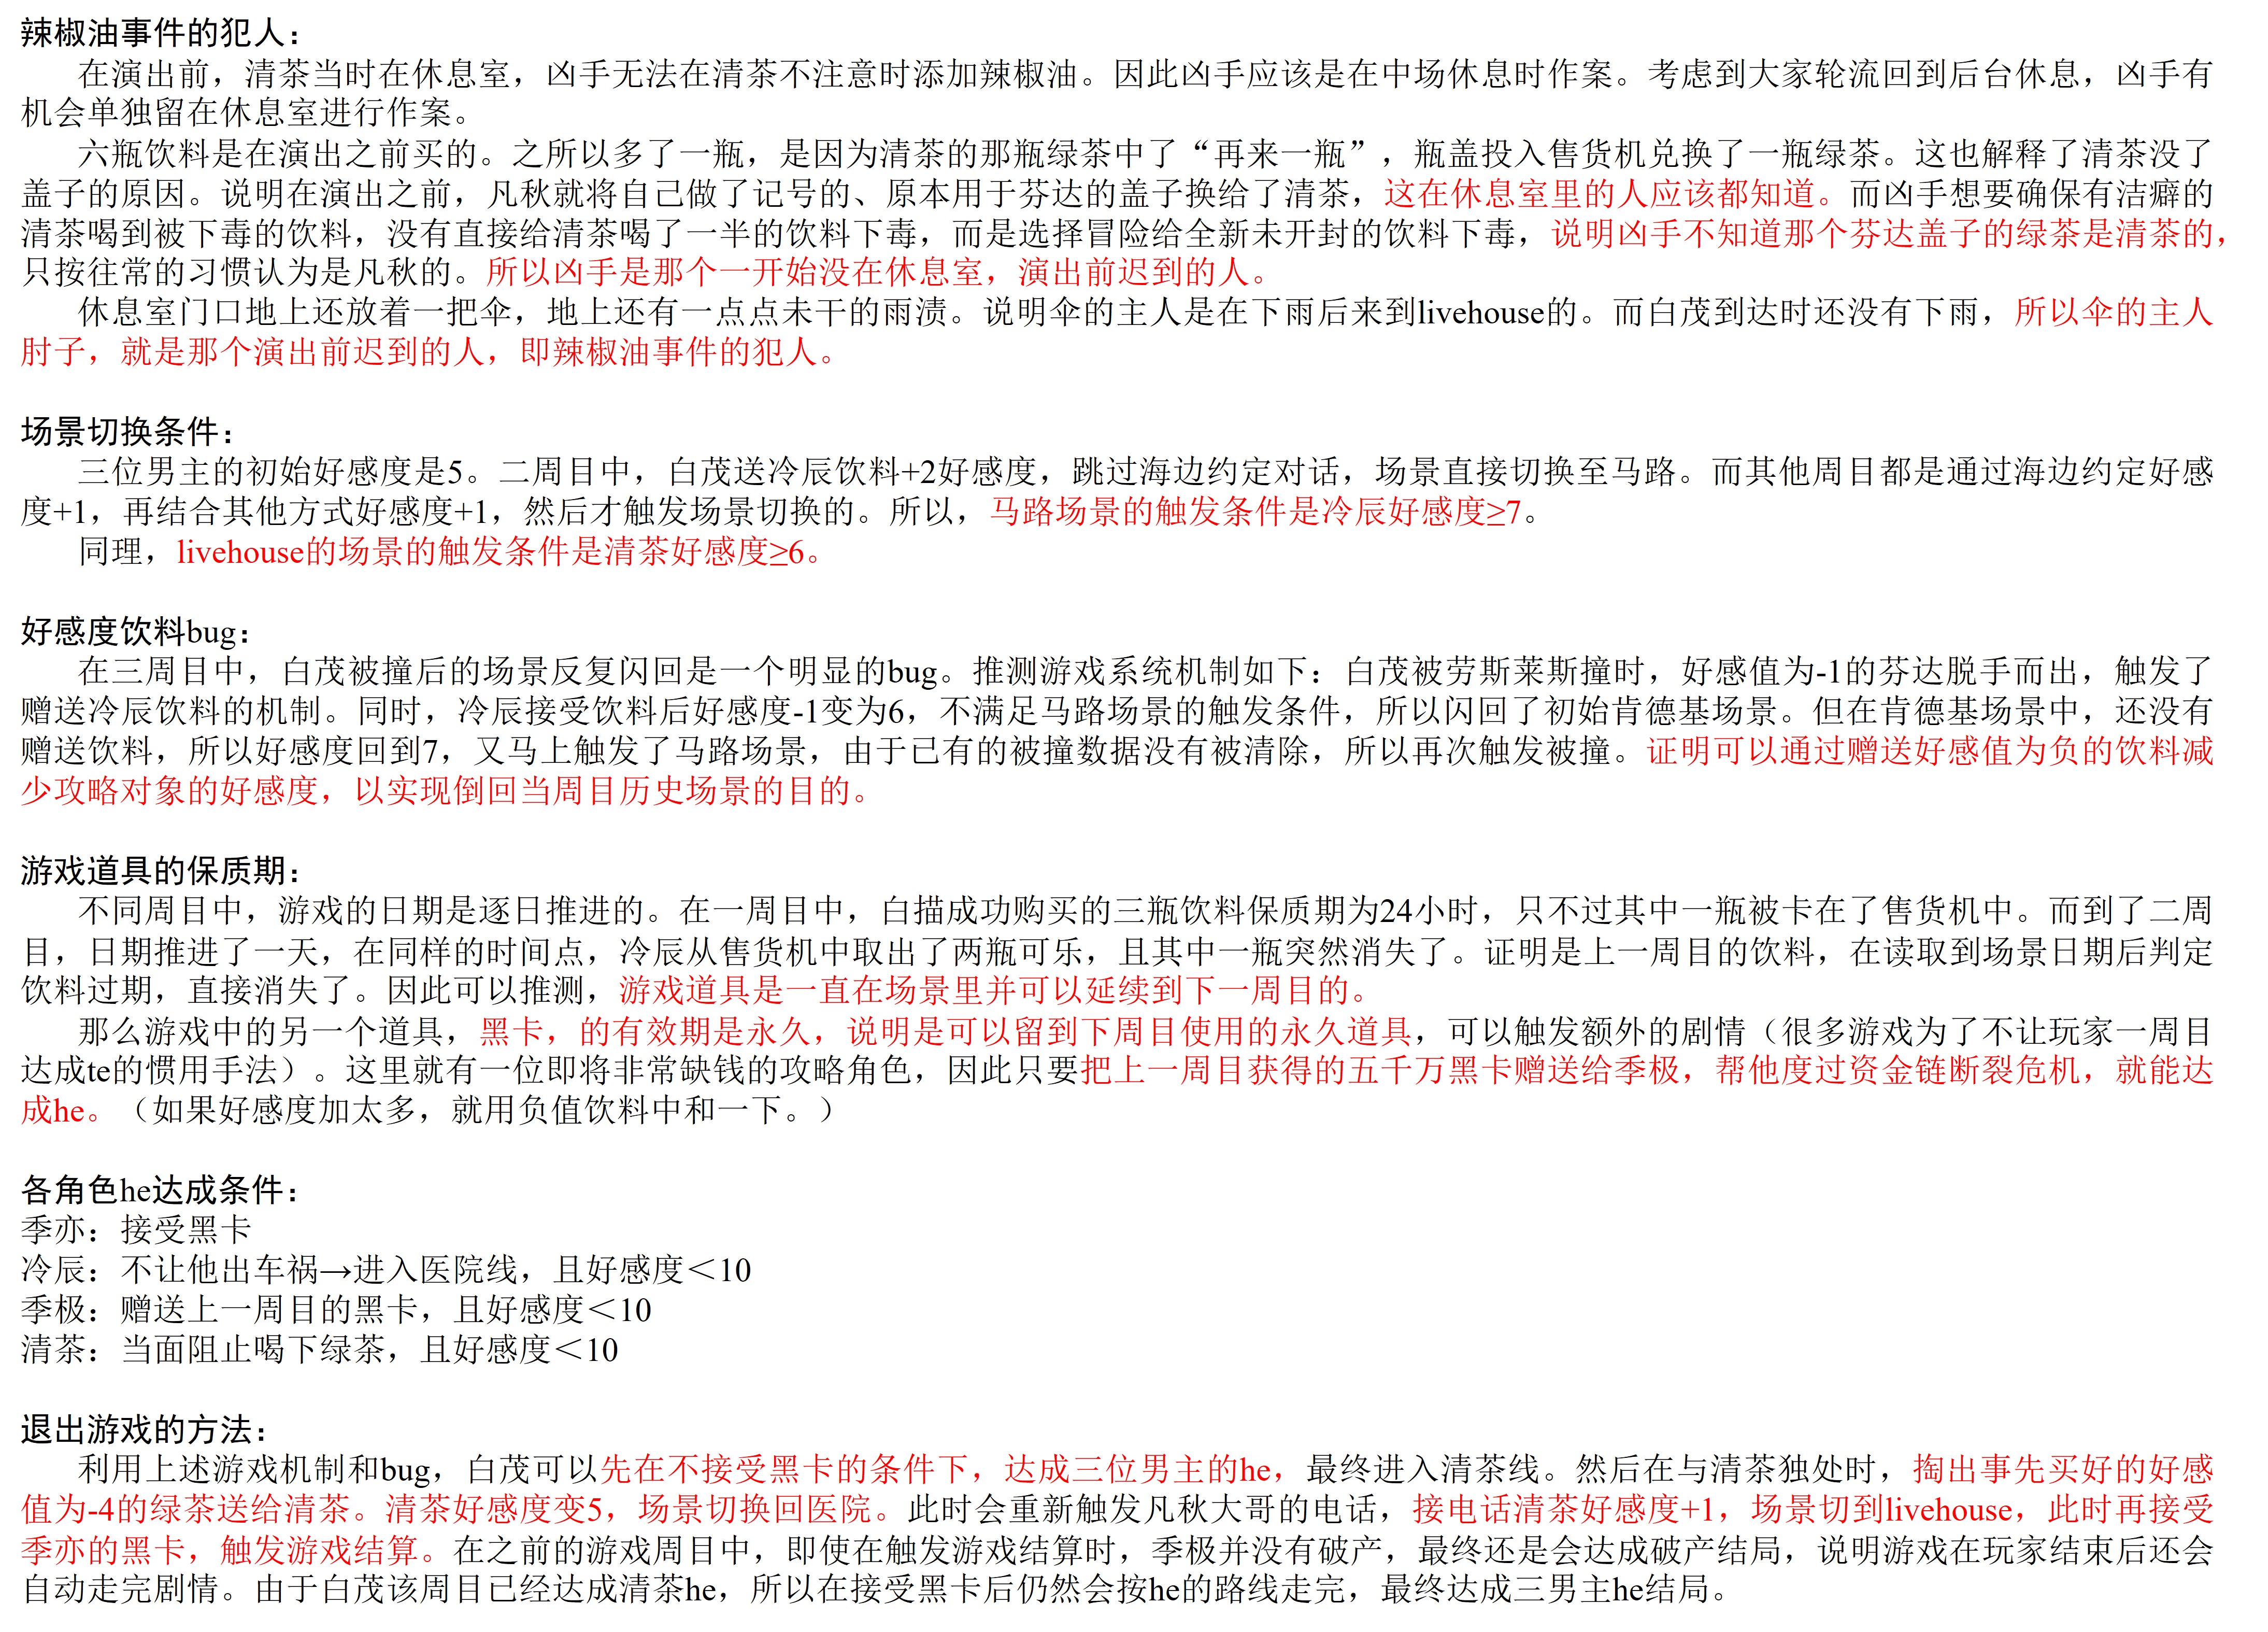 辣椒油事件的犯人：
在演出前，清茶当时在休息室，凶手无法在清茶不注意时添加辣椒油。因此凶手应该是在中场休息时作案。考虑到大家轮流回到后台休息，凶手有
机会单独留在休息室进行作案。
六瓶饮料是在演出之前买的。之所以多了一瓶，是因为清茶的那瓶绿茶中了“再来一瓶”，瓶盖投入售货机兑换了一瓶绿茶。这也解释了清茶没了
盖子的原因。说明在演出之前，凡秋就将自己做了记号的、原本用于芬达的盖子换给了清茶，这在休息室里的人应该都知道。而凶手想要确保有洁癖的
清茶喝到被下毒的饮料，没有直接给清茶喝了一半的饮料下毒，而是选择冒险给全新未开封的饮料下毒，说明凶手不知道那个芬达盖子的绿茶是清茶的，
只按往常的习惯认为是凡秋的。所以凶手是那个一开始没在休息室，演出前迟到的人。
休息室门口地上还放着一把伞，地上还有一点点未干的雨渍。说明伞的主人是在下雨后来到livehouse的。而白茂到达时还没有下雨，所以伞的主人
肘子，就是那个演出前迟到的人，即辣椒油事件的犯人。
场景切换条件：
三位男主的初始好感度是5。二周目中，白茂送冷辰饮料+2好感度，跳过海边约定对话，场景直接切换至马路。而其他周目都是通过海边约定好感
度+1，再结合其他方式好感度+1，然后才触发场景切换的。所以，马路场景的触发条件是冷辰好感度≥7。
同理，livehouse的场景的触发条件是清茶好感度≥6。
好感度饮料bug：
在三周目中，白茂被撞后的场景反复闪回是一个明显的bug。推测游戏系统机制如下：白茂被劳斯莱斯撞时，好感值为-1的芬达脱手而出，触发了
赠送冷辰饮料的机制。同时，冷辰接受饮料后好感度-1变为6，不满足马路场景的触发条件，所以闪回了初始肯德基场景。但在肯德基场景中，还没有
赠送饮料，所以好感度回到7，又马上触发了马路场景，由于已有的被撞数据没有被清除，所以再次触发被撞。证明可以通过赠送好感值为负的饮料减
少攻略对象的好感度，以实现倒回当周目历史场景的目的。
游戏道具的保质期：
不同周目中，游戏的日期是逐日推进的。在一周目中，白描成功购买的三瓶饮料保质期为24小时，只不过其中一瓶被卡在了售货机中。而到了二周
目，日期推进了一天，在同样的时间点，冷辰从售货机中取出了两瓶可乐，且其中一瓶突然消失了。证明是上一周目的饮料，在读取到场景日期后判定
饮料过期，直接消失了。因此可以推测，游戏道具是一直在场景里并可以延续到下一周目的。
那么游戏中的另一个道具，黑卡，的有效期是永久，说明是可以留到下周目使用的永久道具，可以触发额外的剧情（很多游戏为了不让玩家一周目
达成te的惯用手法）。这里就有一位即将非常缺钱的攻略角色，因此只要把上一周目获得的五千万黑卡赠送给季极，帮他度过资金链断裂危机，就能达
成he。（如果好感度加太多，就用负值饮料中和一下。）
各角色he达成条件：
季亦：接受黑卡
冷辰：不让他出车祸→进入医院线，且好感度＜10
季极：赠送上一周目的黑卡，且好感度＜10
清茶：当面阻止喝下绿茶，且好感度＜10
退出游戏的方法：
利用上述游戏机制和bug，白茂可以先在不接受黑卡的条件下，达成三位男主的he，最终进入清茶线。然后在与清茶独处时，掏出事先买好的好感
值为-4的绿茶送给清茶。清茶好感度变5，场景切换回医院。此时会重新触发凡秋大哥的电话，接电话清茶好感度+1，场景切到livehouse，此时再接受
季亦的黑卡，触发游戏结算。在之前的游戏周目中，即使在触发游戏结算时，季极并没有破产，最终还是会达成破产结局，说明游戏在玩家结束后还会
自动走完剧情。由于白茂该周目已经达成清茶he，所以在接受黑卡后仍然会按he的路线走完，最终达成三男主he结局。